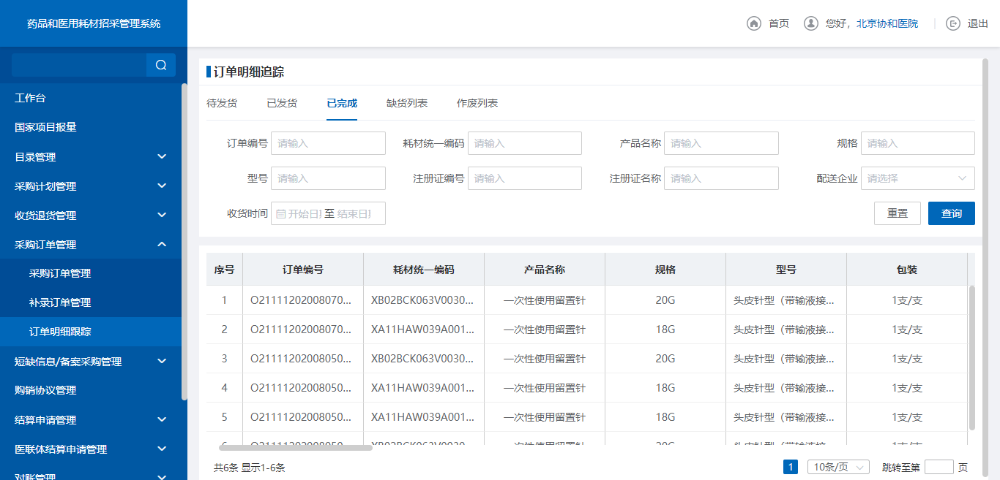 药品和医用耗材招采管理系统
首页 您好，北京协和医院 退出
工作台
国家项目报量
目录管理
采购计划管理
收货退货管理
采购订单管理
采购订单管理
补录订单管理
订单明细跟踪
短缺信息/备案采购管理
购销协议管理
结算申请管理
医联体结算申请管理
对账管理
订单明细追踪
待发货 已发货 已完成 缺货列表 作废列表
订单编号 请输入 耗材统一编码 请输入 产品名称 请输入 规格 请输入
型号 请输入 注册证编号 请输入 注册证名称 请输入 配送企业 请选择
收货时间 开始日 至 结束日 重置 查询
序号 订单编号 耗材统一编码 产品名称 规格 型号 包装
1 O21111202008070... XB02BCK063V0030... 一次性使用留置针 20G 头皮针型（带输液接... 1支/支
2 O21111202008070... XA11HAW039A001... 一次性使用留置针 18G 头皮针型（带输液接... 1支/支
3 O21111202008050... XB02BCK063V0030... 一次性使用留置针 20G 头皮针型（带输液接... 1支/支
4 O21111202008050... XA11HAW039A001... 一次性使用留置针 18G 头皮针型（带输液接... 1支/支
5 O21111202008050... XA11HAW039A001... 一次性使用留置针 18G 头皮针型（带输液接... 1支/支
6 O21111202008050... XB02BCK063V0030... 一次性使用留置针 20G 头皮针型（带输液接... 1支/支
共6条 显示1-6条 1 10条/页 跳转至第 页